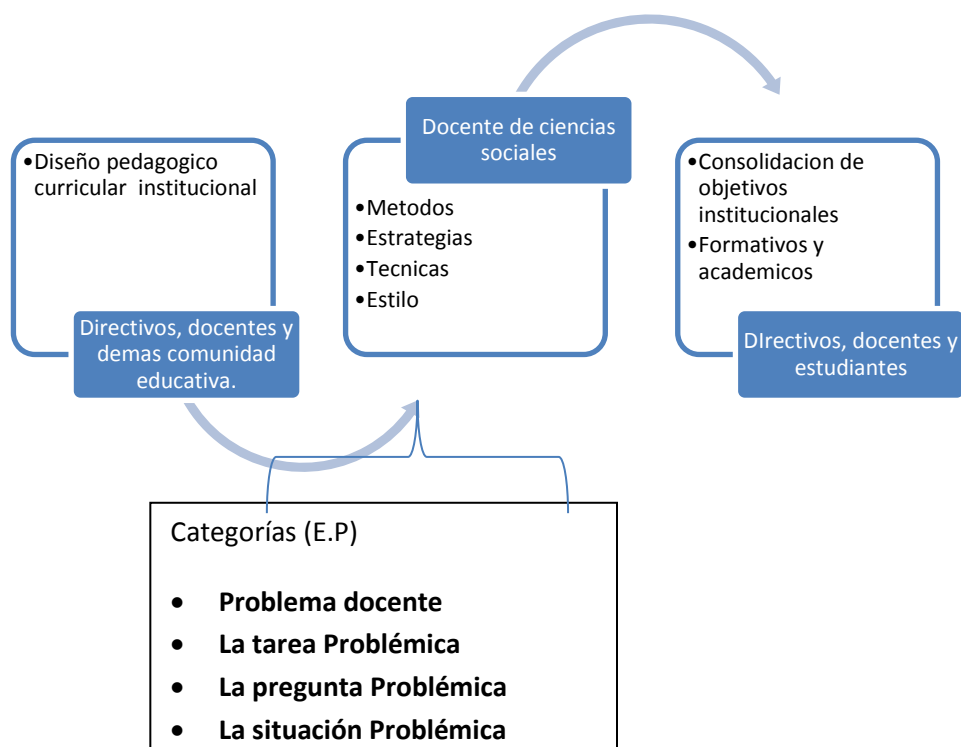 •Diseño pedagogico
curricular institucional
Directivos, docentes y
demas comunidad
educativa.
Docente de ciencias
sociales
•Metodos
•Estrategias
•Tecnicas
•Estilo
•Consolidacion de
objetivos
institucionales
•Formativos y
academicos
DIrectivos, docentes y
estudiantes
Categorías (E.P)
• Problema docente
• La tarea Problémica
• La pregunta Problémica
• La situación Problémica